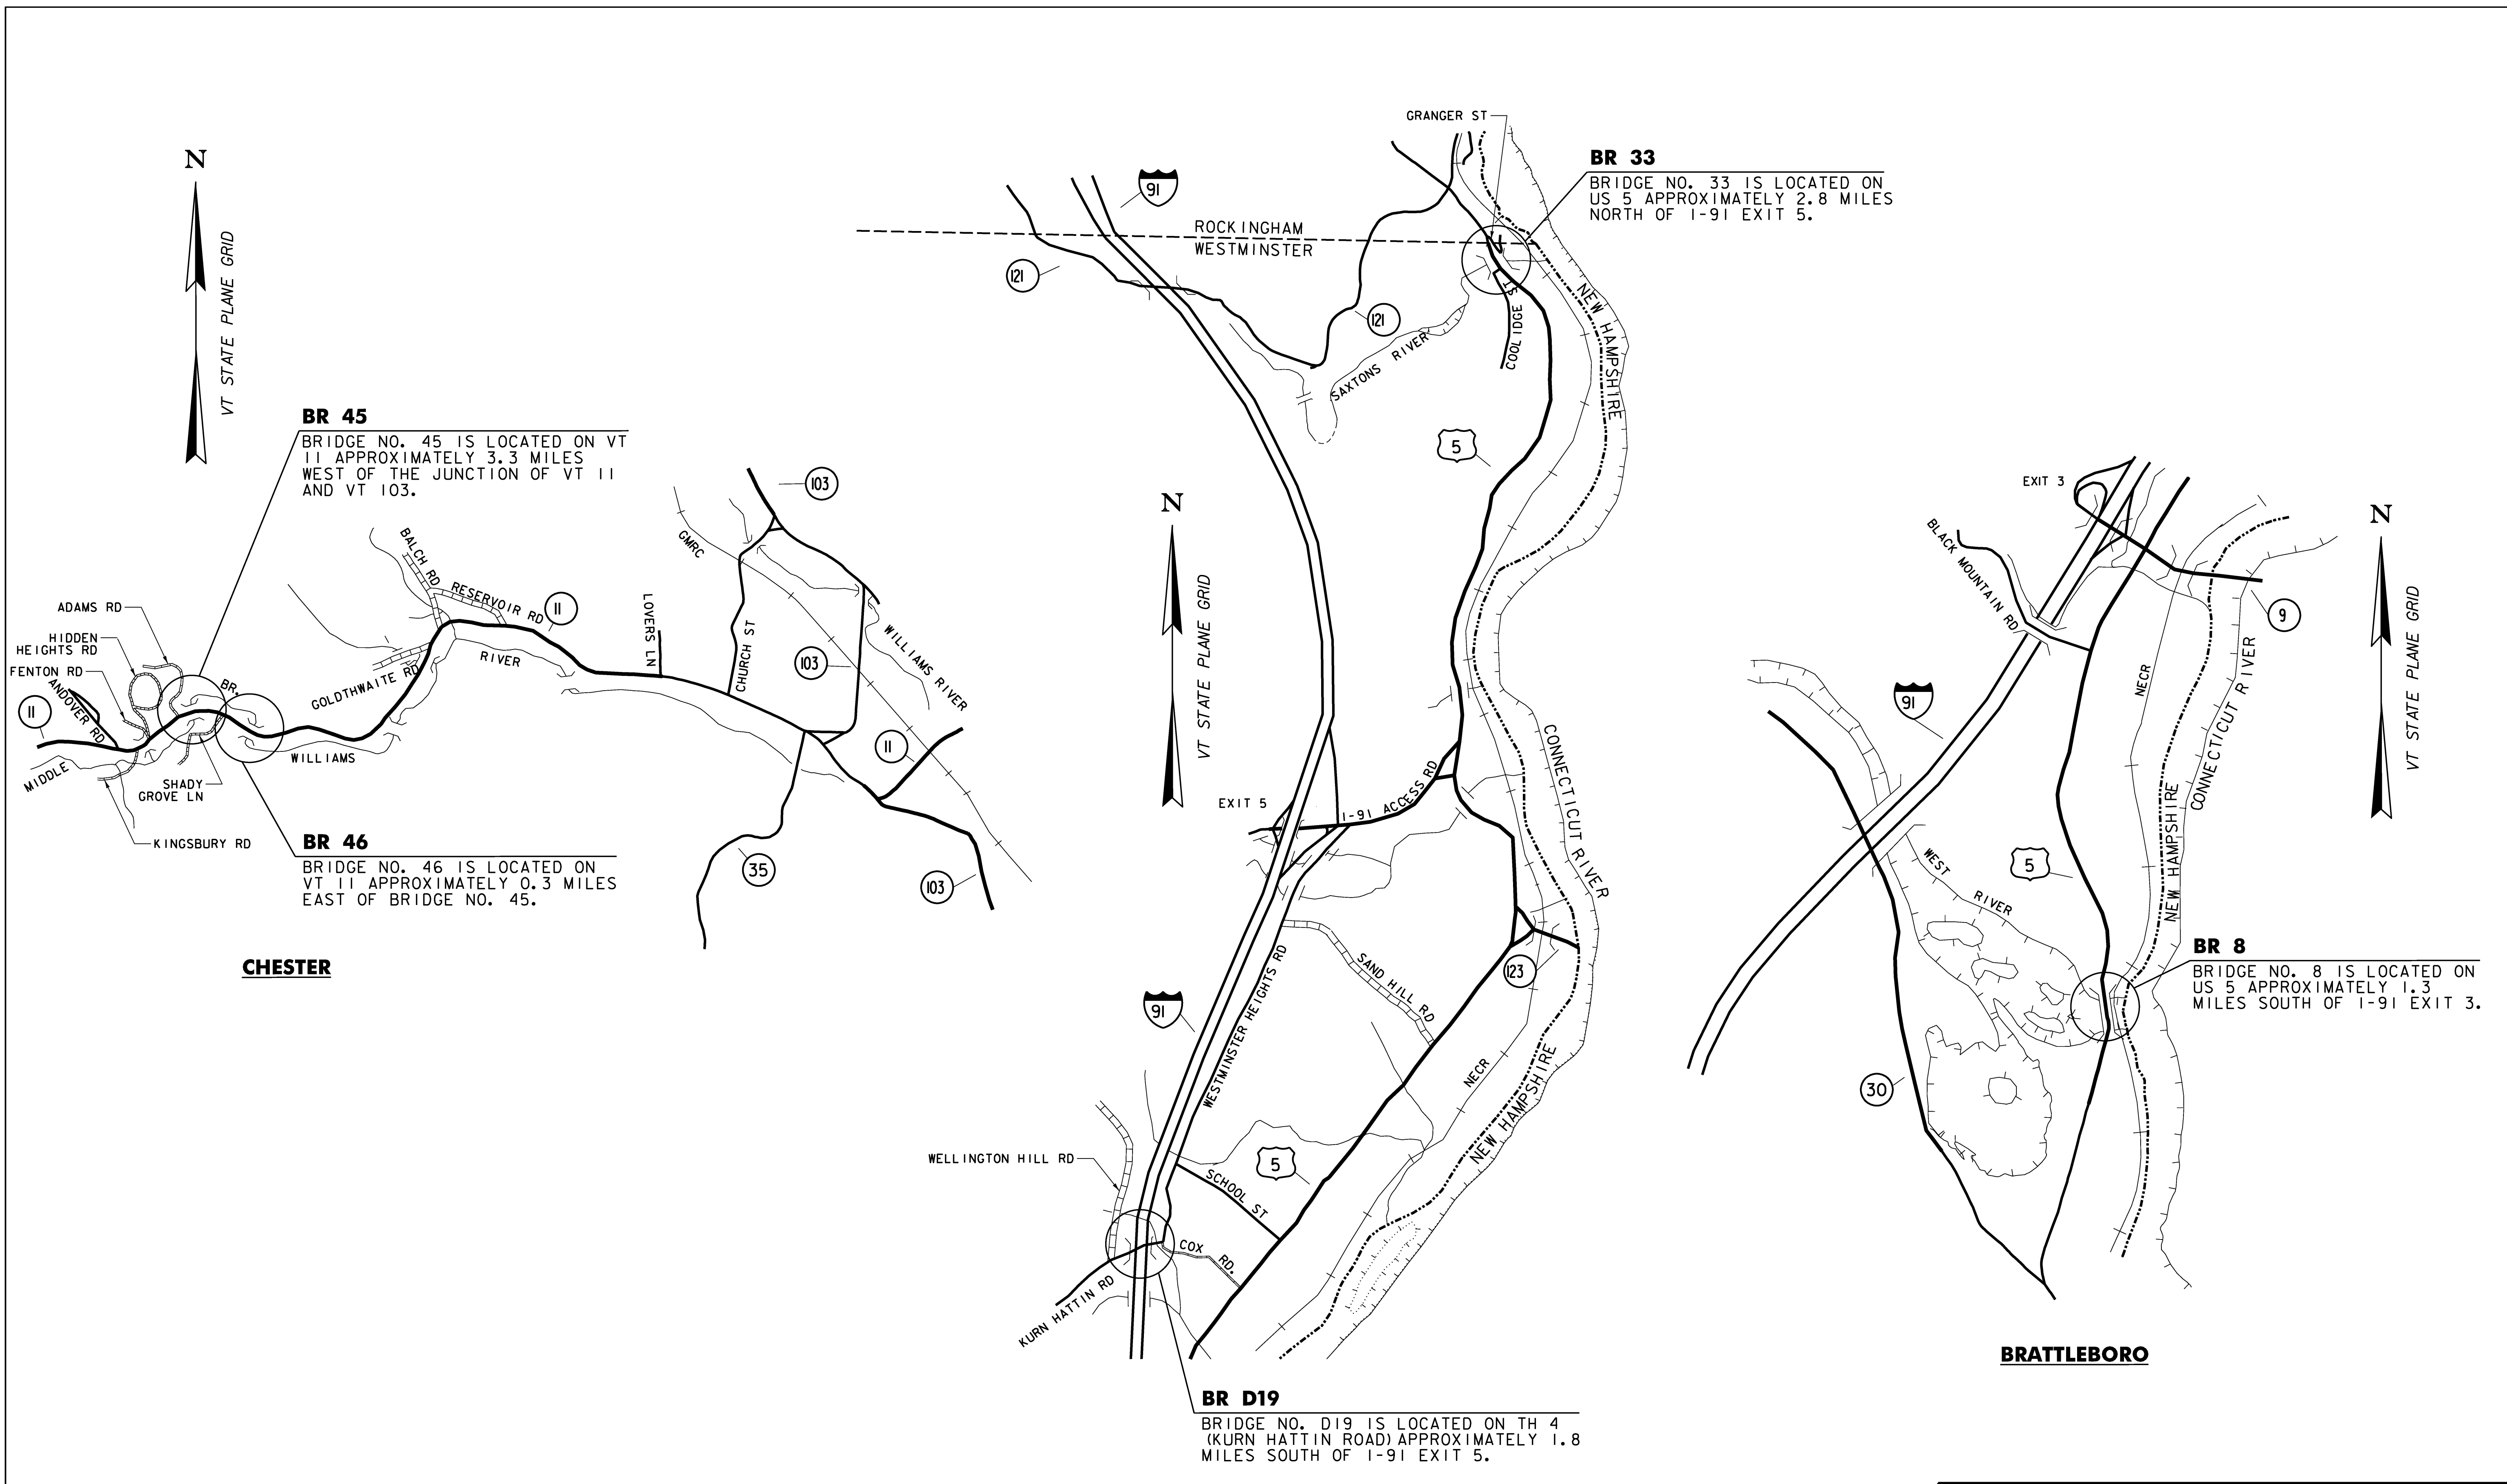 N
VT STATE PLANE GRID
BR 45
BRIDGE NO. 45 IS LOCATED ON VT
11 APPROXIMATELY 3.3 MILES
WEST OF THE JUNCTION OF VT 11
AND VT 103.
ADAMS RD
HIDDEN
HEIGHTS RD
FENTON RD
ANDOVER RD
11
MIDDLE
BR.
WILLIAMS
RIVER
SHADY
GROVE LN
KINGSBURY RD
GOLDTHWAITE RD
BALCH RD
RESERVOIR RD
11
LOVERS LN
CHURCH ST
GMRC
103
103
WILLIAMS RIVER
11
35
103
BR 46
BRIDGE NO. 46 IS LOCATED ON
VT 11 APPROXIMATELY 0.3 MILES
EAST OF BRIDGE NO. 45.
CHESTER
GRANGER ST
BR 33
BRIDGE NO. 33 IS LOCATED ON
US 5 APPROXIMATELY 2.8 MILES
NORTH OF I-91 EXIT 5.
91
ROCKINGHAM
WESTMINSTER
121
121
SAXTONS RIVER
COOLIDGE ST
NEW HAMPSHIRE
5
N
VT STATE PLANE GRID
CONNECTICUT RIVER
EXIT 5
I-91 ACCESS RD
123
SAND HILL RD
WESTMINSTER HEIGHTS RD
91
NECR
NEW HAMPSHIRE
WELLINGTON HILL RD
SCHOOL ST
5
COX RD.
KURN HATTIN RD
BR D19
BRIDGE NO. D19 IS LOCATED ON TH 4
(KURN HATTIN ROAD) APPROXIMATELY 1.8
MILES SOUTH OF I-91 EXIT 5.
EXIT 3
BLACK MOUNTAIN RD
9
N
VT STATE PLANE GRID
NECR
CONNECTICUT RIVER
NEW HAMPSHIRE
91
5
WEST RIVER
30
BR 8
BRIDGE NO. 8 IS LOCATED ON
US 5 APPROXIMATELY 1.3
MILES SOUTH OF I-91 EXIT 3.
BRATTLEBORO